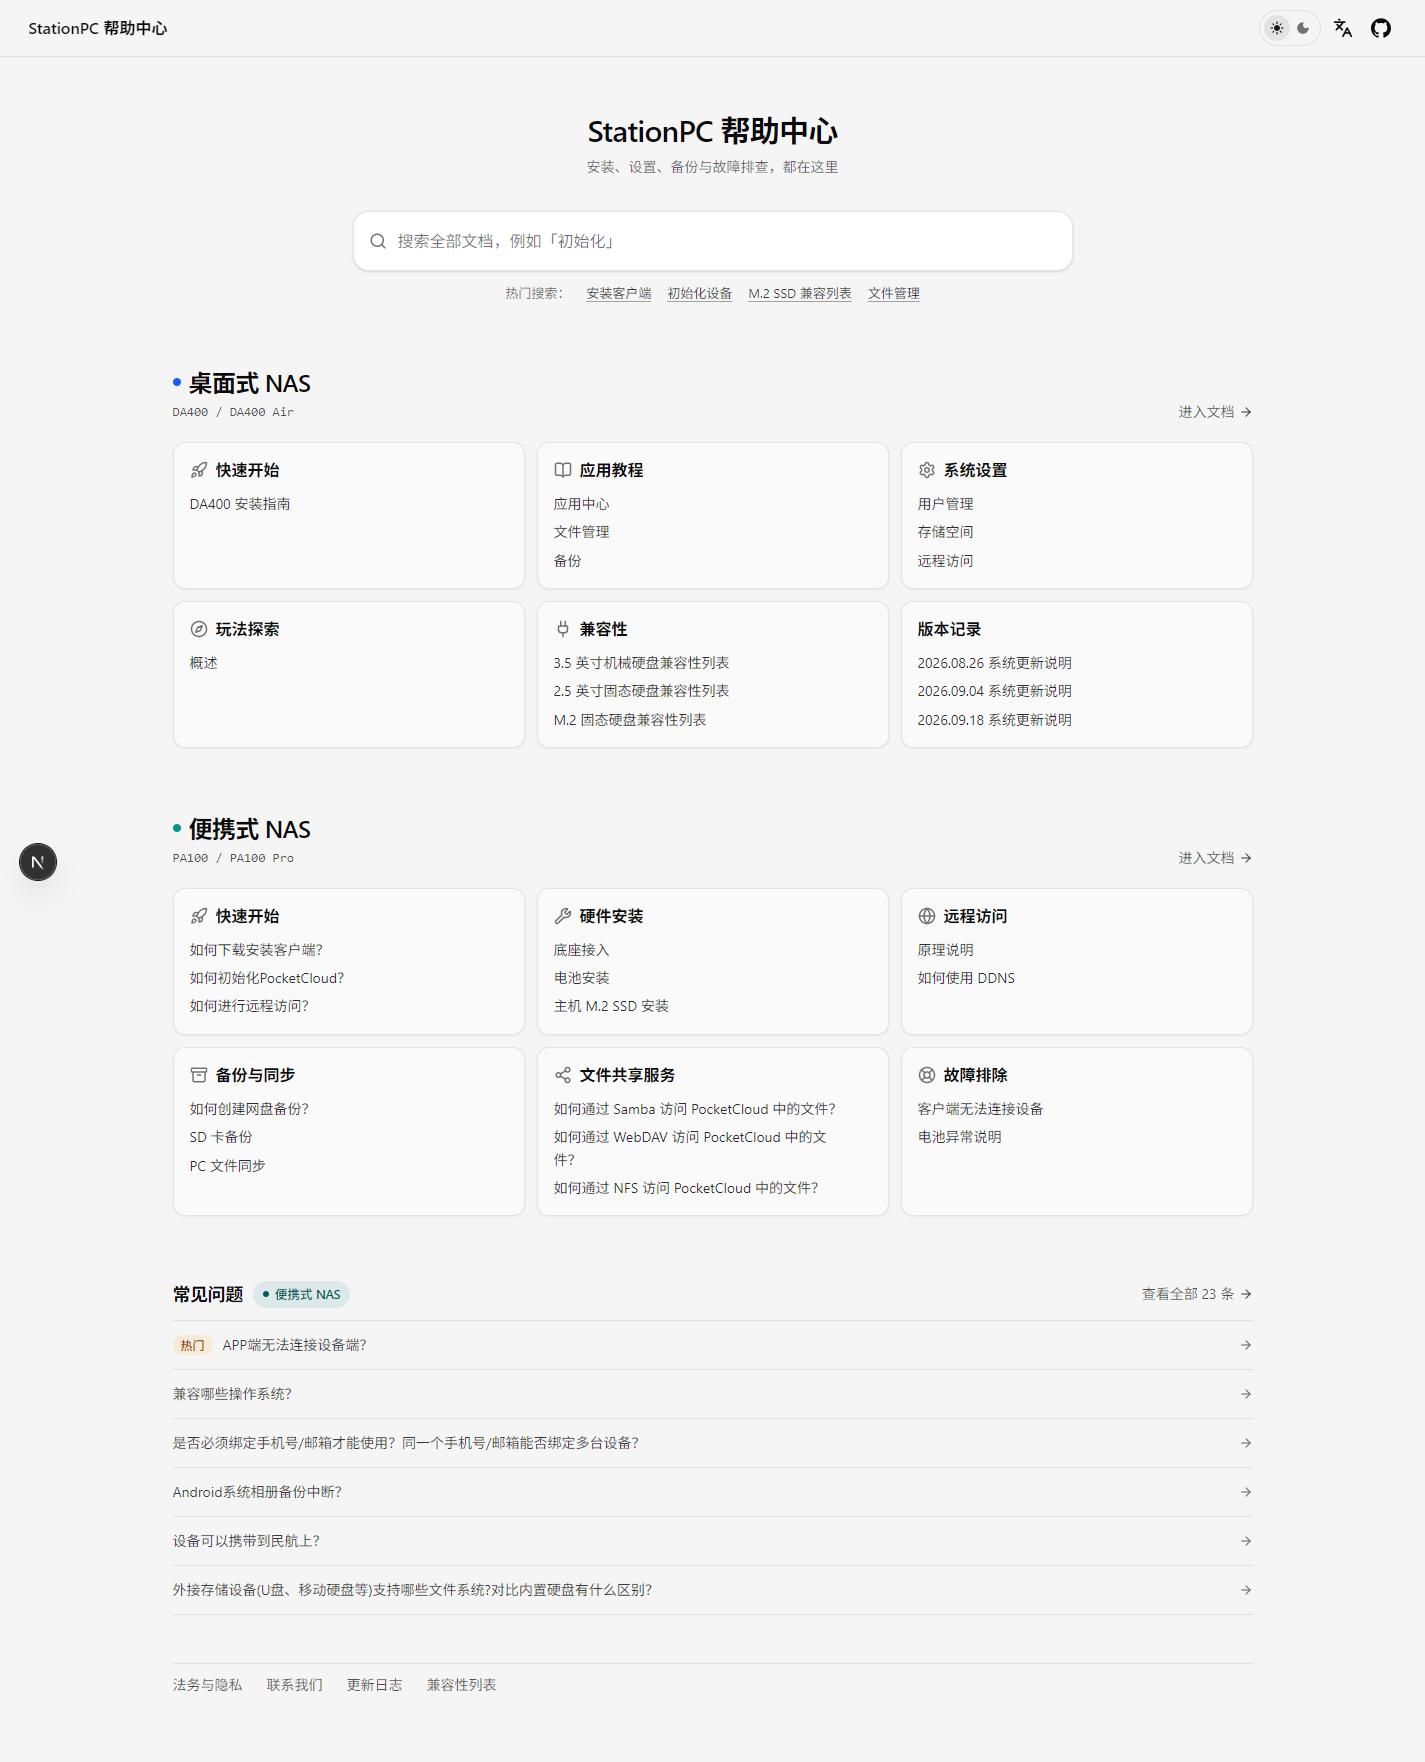 StationPC 帮助中心
StationPC 帮助中心
安装、设置、备份与故障排查，都在这里
搜索全部文档，例如「初始化」
热门搜索： 安装客户端 初始化设备 M.2 SSD 兼容列表 文件管理
桌面式 NAS
DA400 / DA400 Air
进入文档
快速开始
DA400 安装指南
应用教程
应用中心
文件管理
备份
系统设置
用户管理
存储空间
远程访问
玩法探索
概述
兼容性
3.5 英寸机械硬盘兼容性列表
2.5 英寸固态硬盘兼容性列表
M.2 固态硬盘兼容性列表
版本记录
2026.08.26 系统更新说明
2026.09.04 系统更新说明
2026.09.18 系统更新说明
便携式 NAS
PA100 / PA100 Pro
进入文档
快速开始
如何下载安装客户端？
如何初始化PocketCloud？
如何进行远程访问？
硬件安装
底座接入
电池安装
主机 M.2 SSD 安装
远程访问
原理说明
如何使用 DDNS
备份与同步
如何创建网盘备份？
SD 卡备份
PC 文件同步
文件共享服务
如何通过 Samba 访问 PocketCloud 中的文件？
如何通过 WebDAV 访问 PocketCloud 中的文
件？
如何通过 NFS 访问 PocketCloud 中的文件？
故障排除
客户端无法连接设备
电池异常说明
常见问题
便携式 NAS
查看全部 23 条
热门 APP端无法连接设备端？
兼容哪些操作系统？
是否必须绑定手机号/邮箱才能使用？同一个手机号/邮箱能否绑定多台设备？
Android系统相册备份中断？
设备可以携带到民航上？
外接存储设备(U盘、移动硬盘等)支持哪些文件系统?对比内置硬盘有什么区别？
法务与隐私 联系我们 更新日志 兼容性列表
N